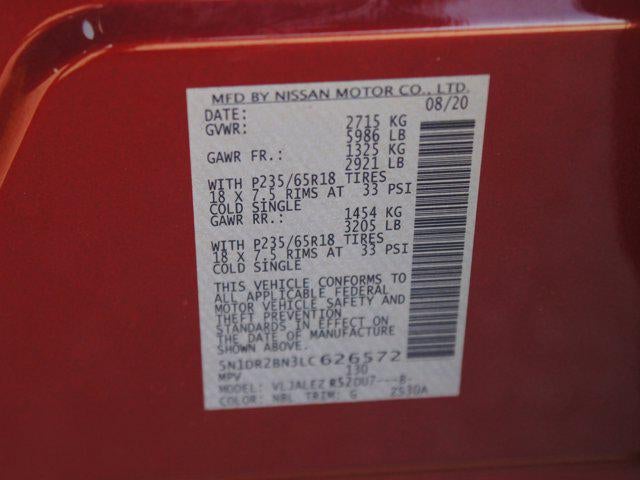 MFD BY NISSAN MOTOR CO., LTD.
DATE: 08/20
GVWR: 2715 KG
5986 LB
GAWR FR.: 1325 KG
2921 LB
WITH P235/65R18 TIRES
18 X 7.5 RIMS AT 33 PSI
COLD SINGLE
GAWR RR.: 1454 KG
3205 LB
WITH P235/65R18 TIRES
18 X 7.5 RIMS AT 33 PSI
COLD SINGLE
THIS VEHICLE CONFORMS TO
ALL APPLICABLE FEDERAL
MOTOR VEHICLE SAFETY AND
THEFT PREVENTION
STANDARDS IN EFFECT ON
THE DATE OF MANUFACTURE
SHOWN ABOVE.
5N1DR2BN3LC626572
MPV 130
MODEL: VLJALEZ R52DU7---B-
COLOR: NBL TRIM: G 2S30A